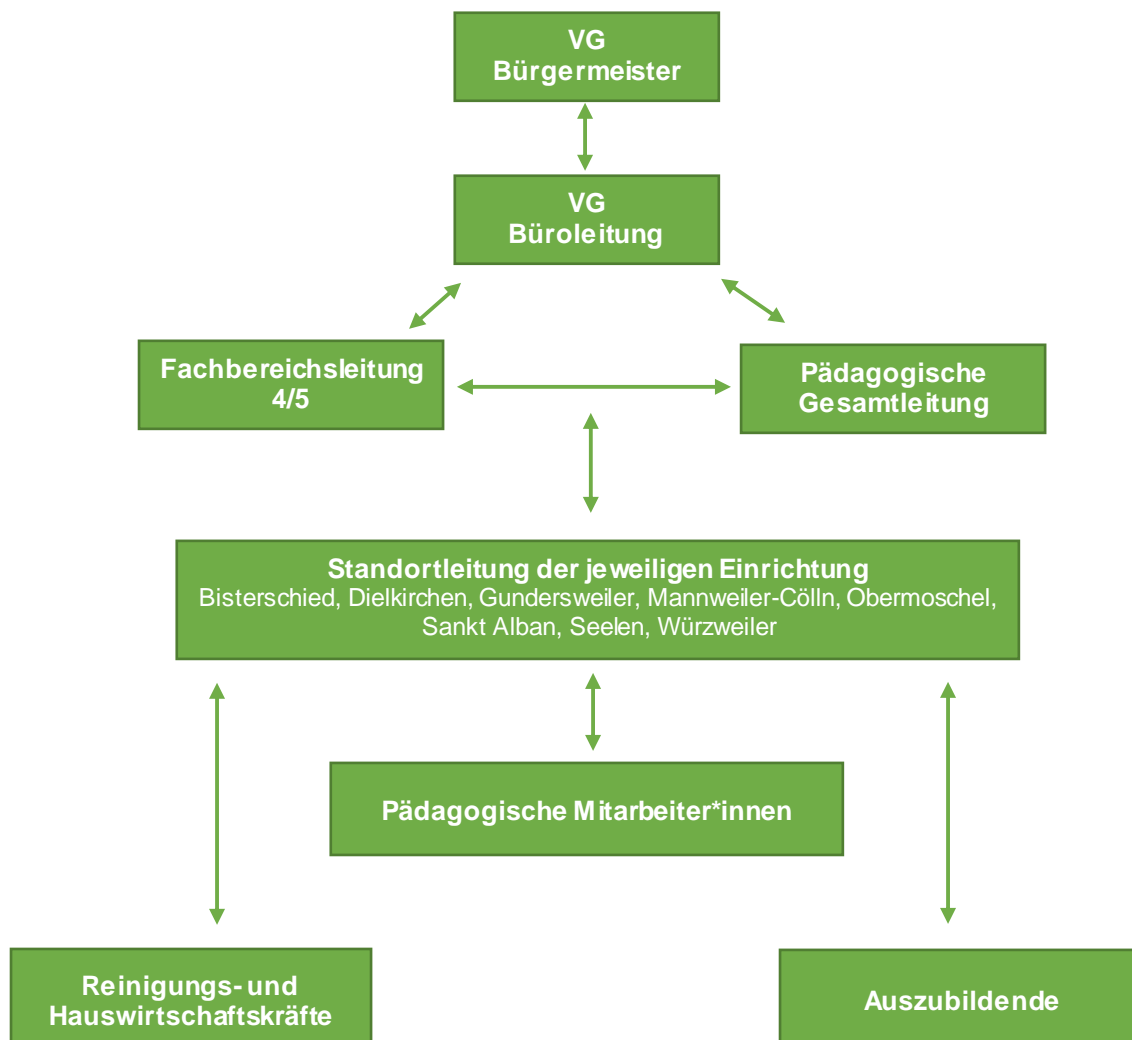 VG
Bürgermeister
VG
Büroleitung
Fachbereichsleitung
4/5
Pädagogische
Gesamtleitung
Standortleitung der jeweiligen Einrichtung
Bisterschied, Dielkirchen, Gundersweiler, Mannweiler-Cölln, Obermoschel,
Sankt Alban, Seelen, Würzweiler
Pädagogische Mitarbeiter*innen
Reinigungs- und
Hauswirtschaftskräfte
Auszubildende